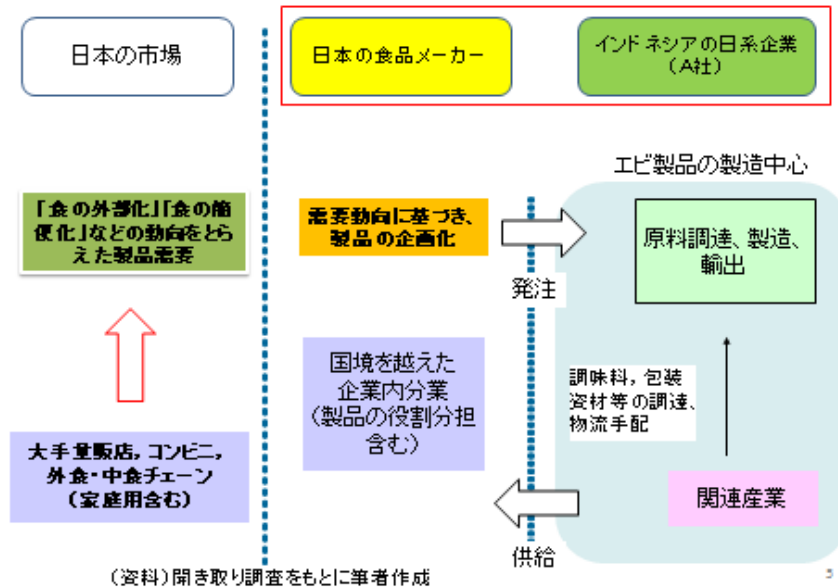 日本の市場
日本の食品メーカー
インドネシアの日系企業
（A社）
エビ製品の製造中心
「食の外部化」「食の簡
便化」などの動向をとら
えた製品需要
需要動向に基づき、
製品の企画化
発注
原料調達、製造、
輸出
国境を越えた
企業内分業
（製品の役割分担
含む）
調味料，包装
資材等の調達、
物流手配
大手量販店，コンビニ，
外食・中食チェーン
（家庭用含む）
供給
関連産業
（資料）聞き取り調査をもとに筆者作成
5